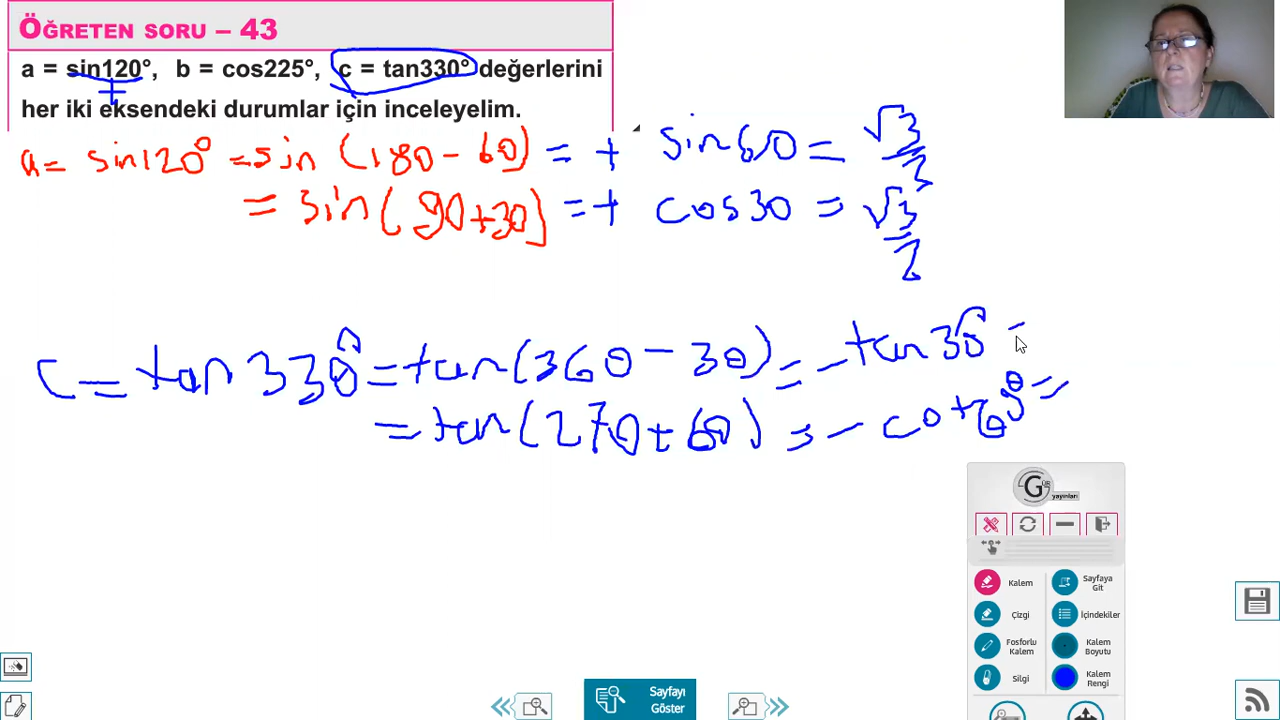 ÖĞRETEN SORU – 43
a = sin120°, b = cos225°, c = tan330° değerlerini
her iki eksendeki durumlar için inceleyelim.
+
a = sin120° = sin (180 - 60) = + sin60 = √3/2
= sin(90+30) = + cos30 = √3/2
c = tan330° = tan(360 - 30) = - tan30° =
= tan(270+60) = - cot60° =
G
GÜR
yayınları
Kalem
Sayfaya Git
Çizgi
İçindekiler
Fosforlu Kalem
Kalem Boyutu
Silgi
Kalem Rengi
Sayfayı Göster